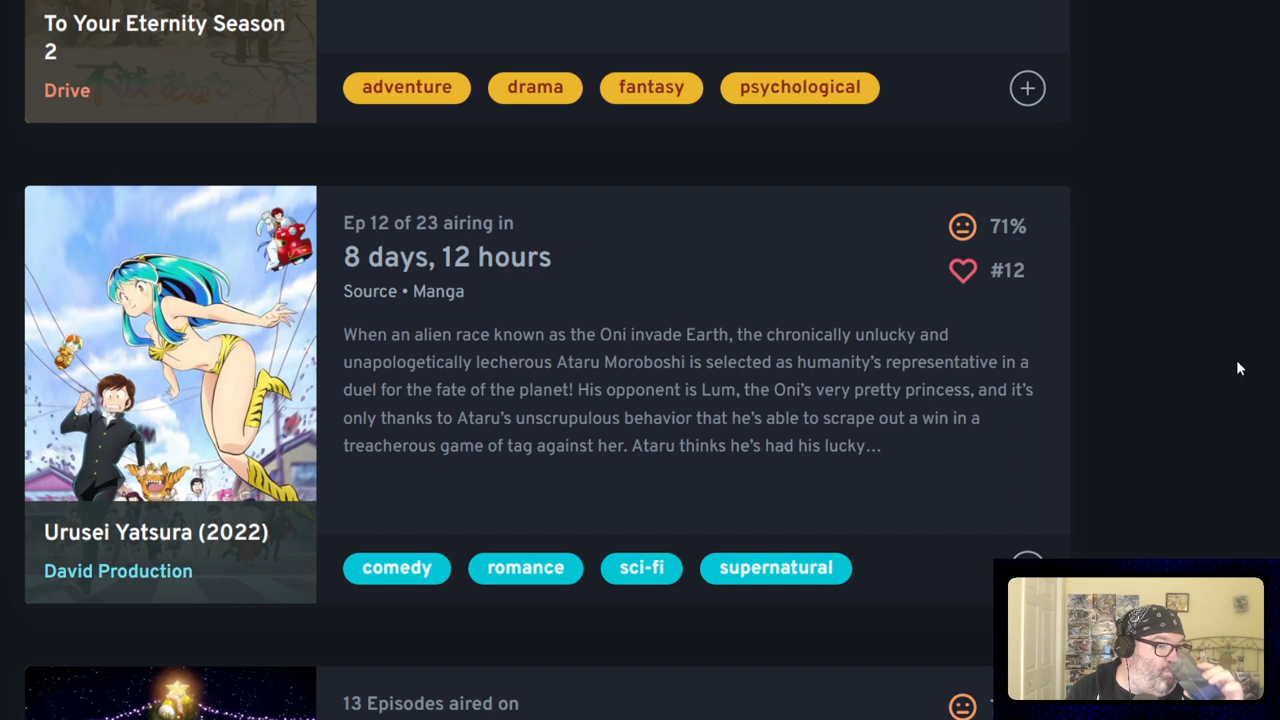 To Your Eternity Season
2
Drive
adventure
drama
fantasy
psychological
Ep 12 of 23 airing in
8 days, 12 hours
Source • Manga
71%
#12
When an alien race known as the Oni invade Earth, the chronically unlucky and
unapologetically lecherous Ataru Moroboshi is selected as humanity’s representative in a
duel for the fate of the planet! His opponent is Lum, the Oni’s very pretty princess, and it’s
only thanks to Ataru’s unscrupulous behavior that he’s able to scrape out a win in a
treacherous game of tag against her. Ataru thinks he’s had his lucky…
Urusei Yatsura (2022)
David Production
comedy
romance
sci-fi
supernatural
13 Episodes aired on